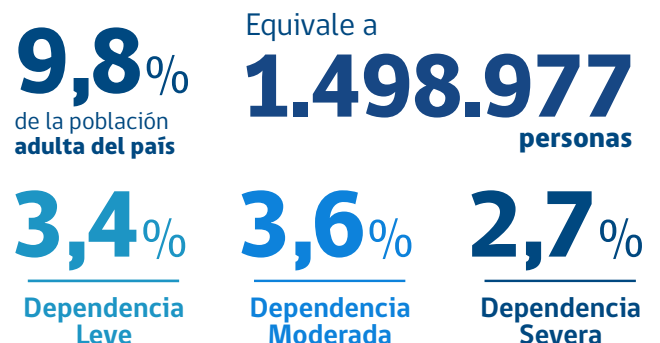 9,8%
de la población
adulta del país
Equivale a
1.498.977
personas
3,4%
Dependencia
Leve
3,6%
Dependencia
Moderada
2,7%
Dependencia
Severa